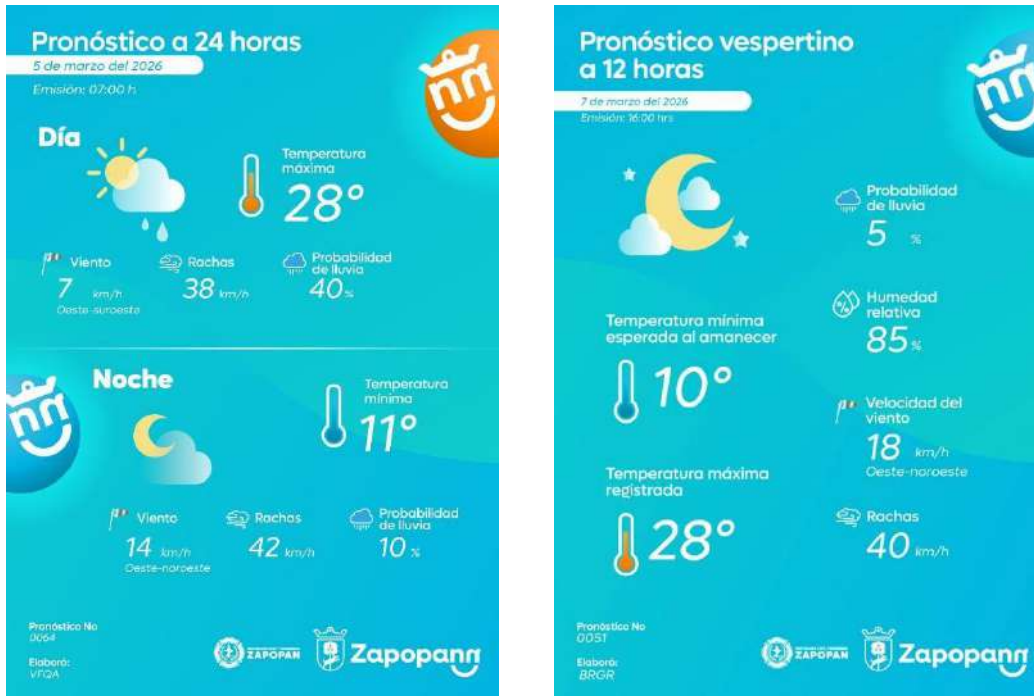 Pronóstico a 24 horas
5 de marzo del 2026
Emisión: 07:00 h
Día
Temperatura
máxima
28°
Viento
7 km/h
Oeste-suroeste
Rachas
38 km/h
Probabilidad
de lluvia
40%
Noche
Temperatura
mínima
11°
Viento
14 km/h
Oeste-noroeste
Rachas
42 km/h
Probabilidad
de lluvia
10 %
Pronóstico No
0064
Elaboró:
VFQA
ZAPOPAN
Zapopan
Pronóstico vespertino
a 12 horas
7 de marzo del 2026
Emisión: 16:00 hrs
Probabilidad
de lluvia
5 %
Humedad
relativa
85 %
Temperatura mínima
esperada al amanecer
10°
Velocidad del
viento
18 km/h
Oeste-noroeste
Temperatura máxima
registrada
28°
Rachas
40 km/h
Pronóstico No
0051
Elaboró:
BRGR
ZAPOPAN
Zapopan